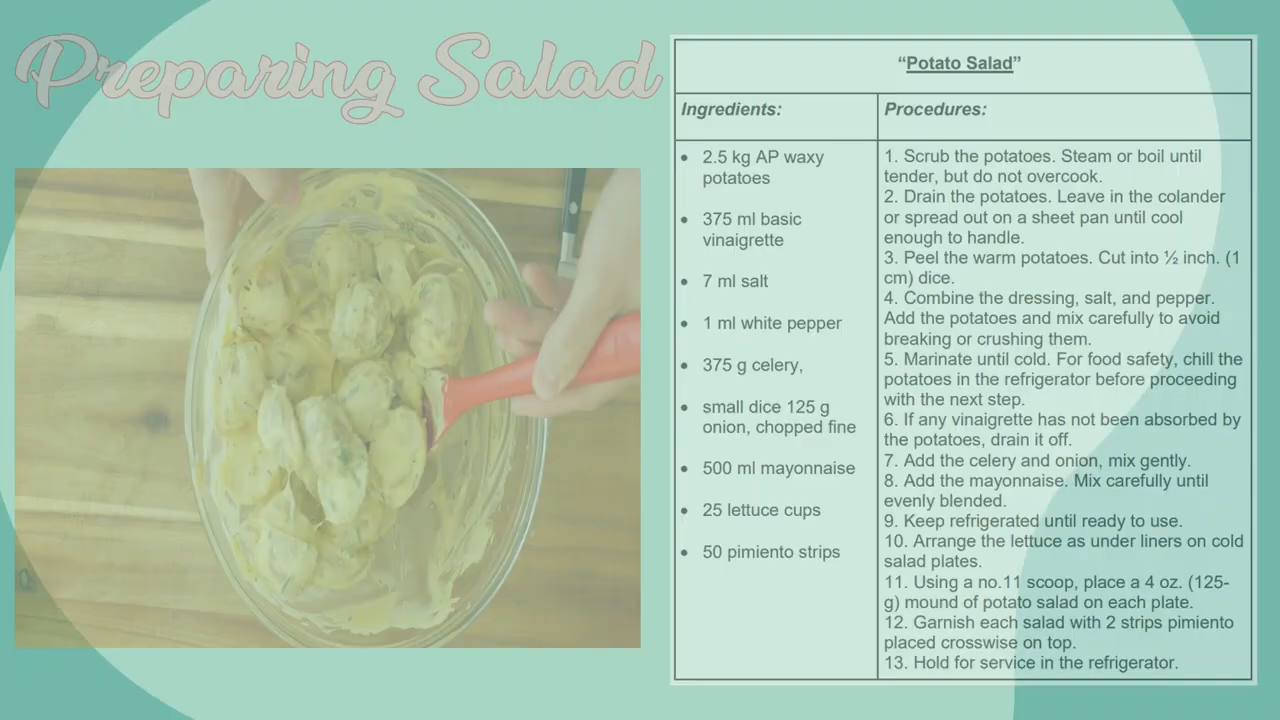 Preparing Salad
“Potato Salad”
Ingredients:
• 2.5 kg AP waxy
potatoes
• 375 ml basic
vinaigrette
• 7 ml salt
• 1 ml white pepper
• 375 g celery,
• small dice 125 g
onion, chopped fine
• 500 ml mayonnaise
• 25 lettuce cups
• 50 pimiento strips
Procedures:
1. Scrub the potatoes. Steam or boil until
tender, but do not overcook.
2. Drain the potatoes. Leave in the colander
or spread out on a sheet pan until cool
enough to handle.
3. Peel the warm potatoes. Cut into ½ inch. (1
cm) dice.
4. Combine the dressing, salt, and pepper.
Add the potatoes and mix carefully to avoid
breaking or crushing them.
5. Marinate until cold. For food safety, chill the
potatoes in the refrigerator before proceeding
with the next step.
6. If any vinaigrette has not been absorbed by
the potatoes, drain it off.
7. Add the celery and onion, mix gently.
8. Add the mayonnaise. Mix carefully until
evenly blended.
9. Keep refrigerated until ready to use.
10. Arrange the lettuce as under liners on cold
salad plates.
11. Using a no.11 scoop, place a 4 oz. (125-
g) mound of potato salad on each plate.
12. Garnish each salad with 2 strips pimiento
placed crosswise on top.
13. Hold for service in the refrigerator.